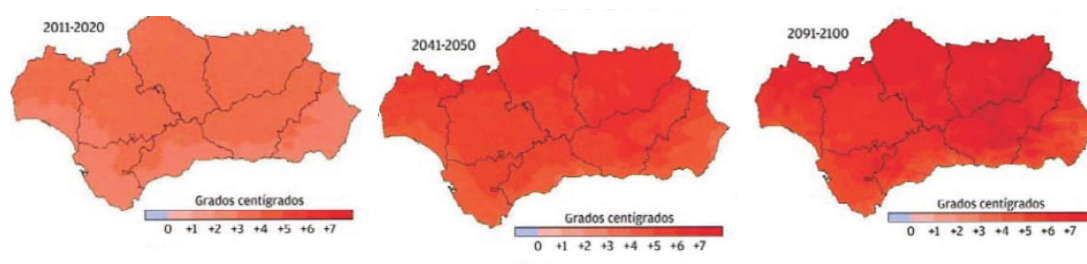 2011-2020
Grados centígrados
0 +1 +2 +3 +4 +5 +6 +7
2041-2050
Grados centígrados
0 +1 +2 +3 +4 +5 +6 +7
2091-2100
Grados centígrados
0 +1 +2 +3 +4 +5 +6 +7